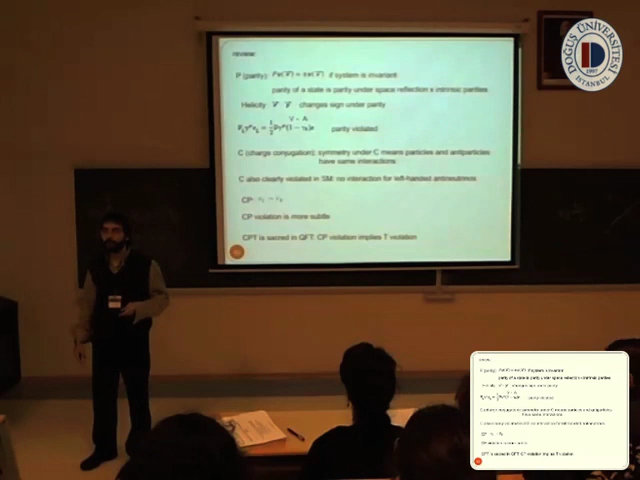 DOĞUŞ ÜNİVERSİTESİ
1997
İSTANBUL
review:
P (parity): if system is invariant
parity of a state is parity under space reflection x intrinsic parities
Helicity changes sign under parity
V - A
parity violated
C (charge conjugation): symmetry under C means particles and antiparticles
have same interactions
C also clearly violated in SM: no interaction for left-handed antineutrinos
CP:
CP violation is more subtle
CPT is sacred in QFT: CP violation implies T violation